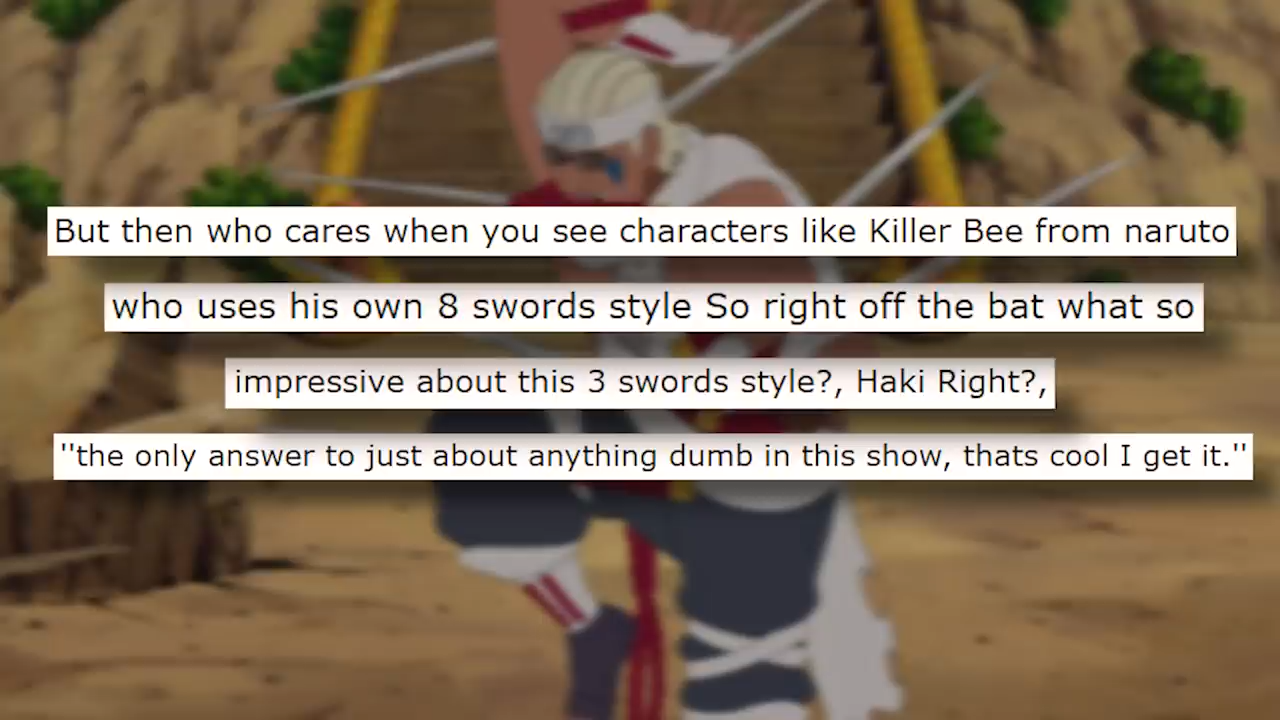 But then who cares when you see characters like Killer Bee from naruto
who uses his own 8 swords style So right off the bat what so
impressive about this 3 swords style?, Haki Right?,
''the only answer to just about anything dumb in this show, thats cool I get it.''